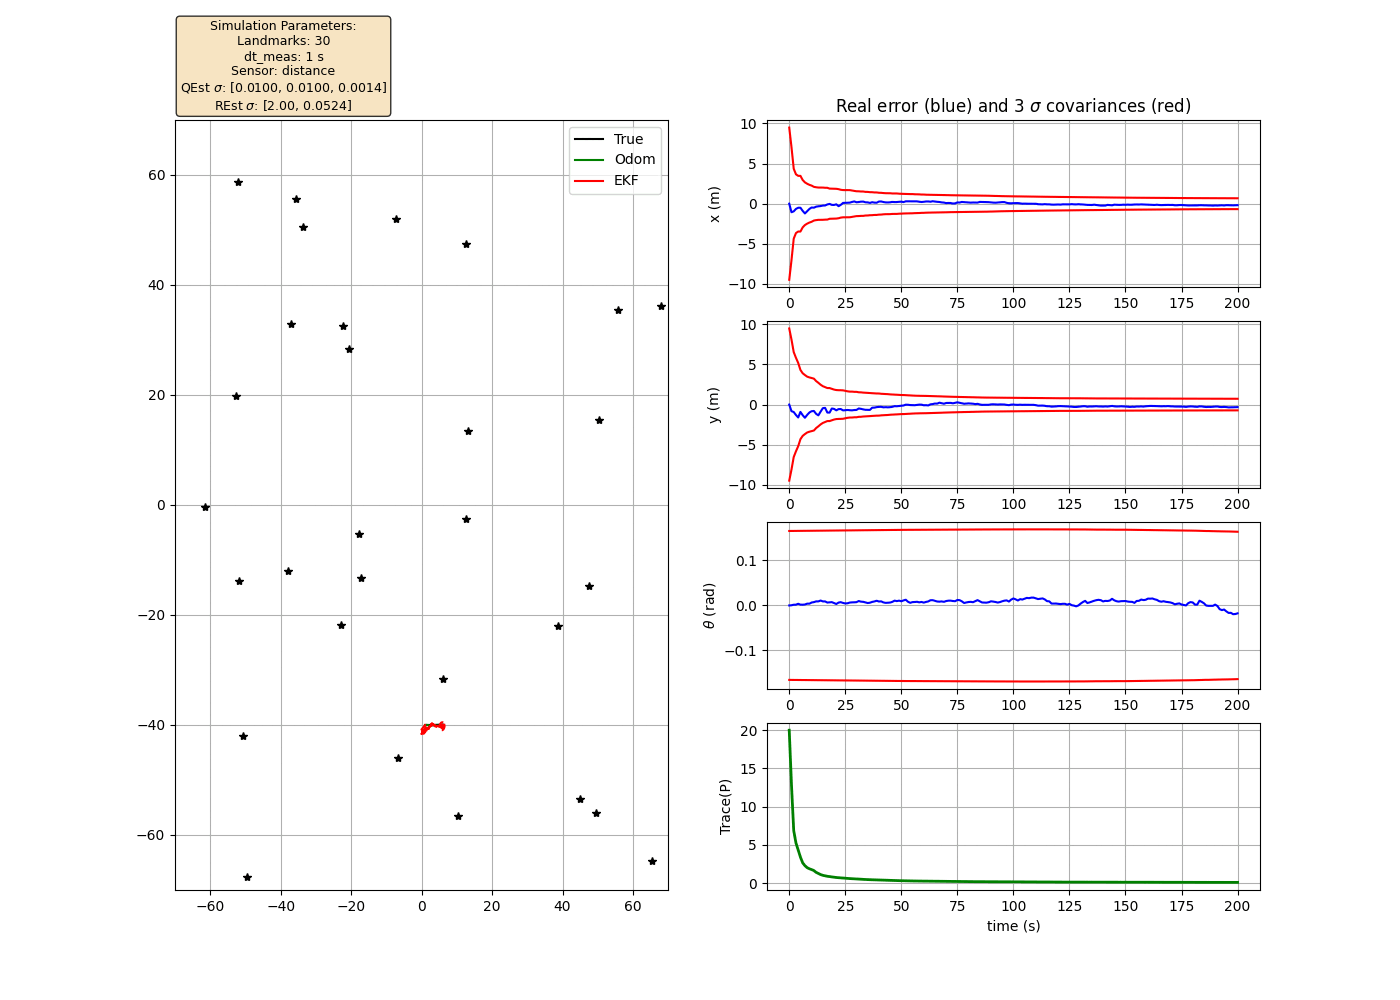 Simulation Parameters:
Landmarks: 30
dt_meas: 1 s
Sensor: distance
QEst σ: [0.0100, 0.0100, 0.0014]
REst σ: [2.00, 0.0524]
True
Odom
EKF
60
40
20
0
−20
−40
−60
−60 −40 −20 0 20 40 60
Real error (blue) and 3 σ covariances (red)
x (m)
10
5
0
−5
−10
0 25 50 75 100 125 150 175 200
y (m)
10
5
0
−5
−10
0 25 50 75 100 125 150 175 200
θ (rad)
0.1
0.0
−0.1
0 25 50 75 100 125 150 175 200
Trace(P)
20
15
10
5
0
0 25 50 75 100 125 150 175 200
time (s)